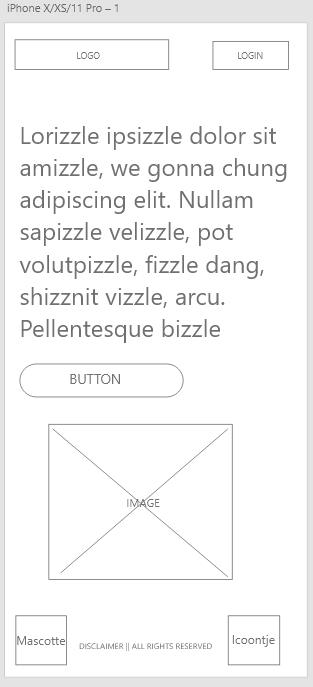 iPhone X/XS/11 Pro – 1
LOGO
LOGIN
Lorizzle ipsizzle dolor sit
amizzle, we gonna chung
adipiscing elit. Nullam
sapizzle velizzle, pot
volutpizzle, fizzle dang,
shizznit vizzle, arcu.
Pellentesque bizzle
BUTTON
IMAGE
Mascotte
DISCLAIMER || ALL RIGHTS RESERVED
Icoontje